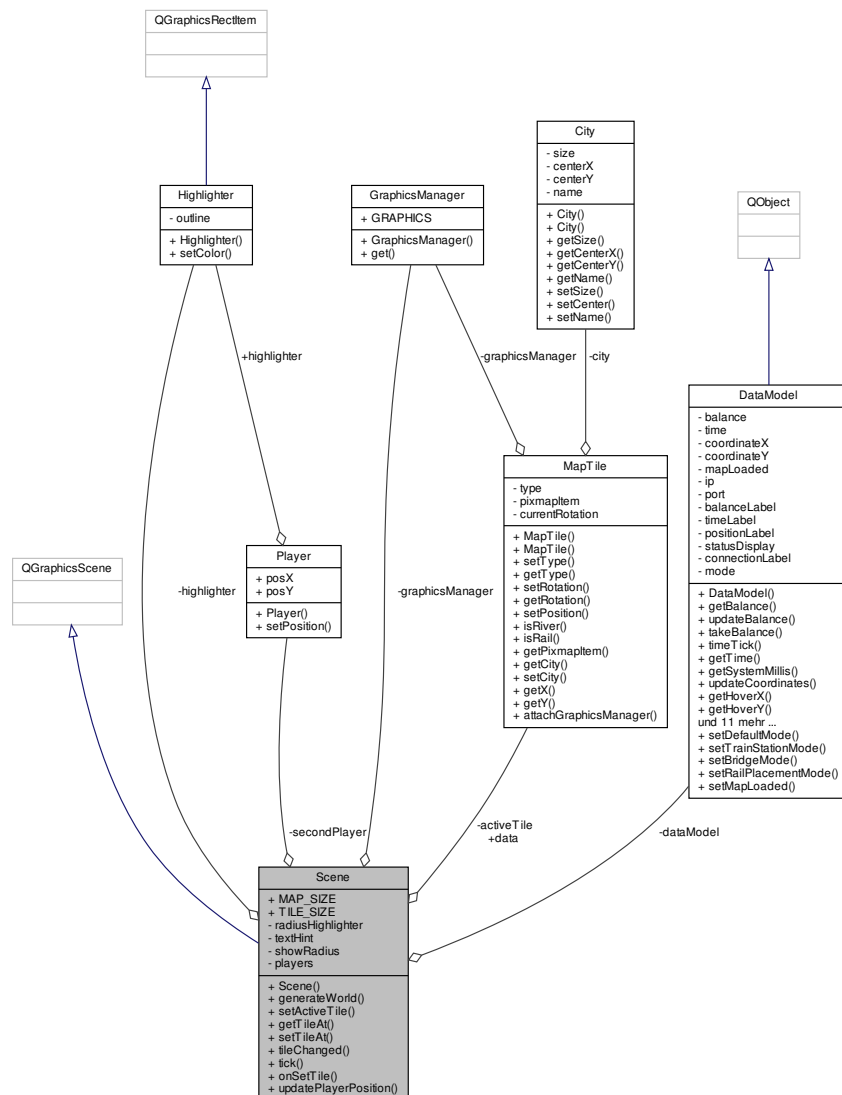 QGraphicsRectItem
City
- size
- centerX
- centerY
- name
+ City()
+ City()
+ getSize()
+ getCenterX()
+ getCenterY()
+ getName()
+ setSize()
+ setCenter()
+ setName()
Highlighter
- outline
+ Highlighter()
+ setColor()
GraphicsManager
+ GRAPHICS
+ GraphicsManager()
+ get()
QObject
+highlighter
-graphicsManager
-city
DataModel
- balance
- time
- coordinateX
- coordinateY
- mapLoaded
- ip
- port
- balanceLabel
- timeLabel
- positionLabel
- statusDisplay
- connectionLabel
- mode
+ DataModel()
+ getBalance()
+ updateBalance()
+ takeBalance()
+ timeTick()
+ getTime()
+ getSystemMillis()
+ updateCoordinates()
+ getHoverX()
+ getHoverY()
und 11 mehr ...
+ setDefaultMode()
+ setTrainStationMode()
+ setBridgeMode()
+ setRailPlacementMode()
+ setMapLoaded()
MapTile
- type
- pixmapItem
- currentRotation
+ MapTile()
+ MapTile()
+ setType()
+ getType()
+ setRotation()
+ getRotation()
+ setPosition()
+ isRiver()
+ isRail()
+ getPixmapItem()
+ getCity()
+ setCity()
+ getX()
+ getY()
+ attachGraphicsManager()
QGraphicsScene
-highlighter
Player
+ posX
+ posY
+ Player()
+ setPosition()
-graphicsManager
-secondPlayer
-activeTile
+data
-dataModel
Scene
+ MAP_SIZE
+ TILE_SIZE
- radiusHighlighter
- textHint
- showRadius
- players
+ Scene()
+ generateWorld()
+ setActiveTile()
+ getTileAt()
+ setTileAt()
+ tileChanged()
+ tick()
+ onSetTile()
+ updatePlayerPosition()